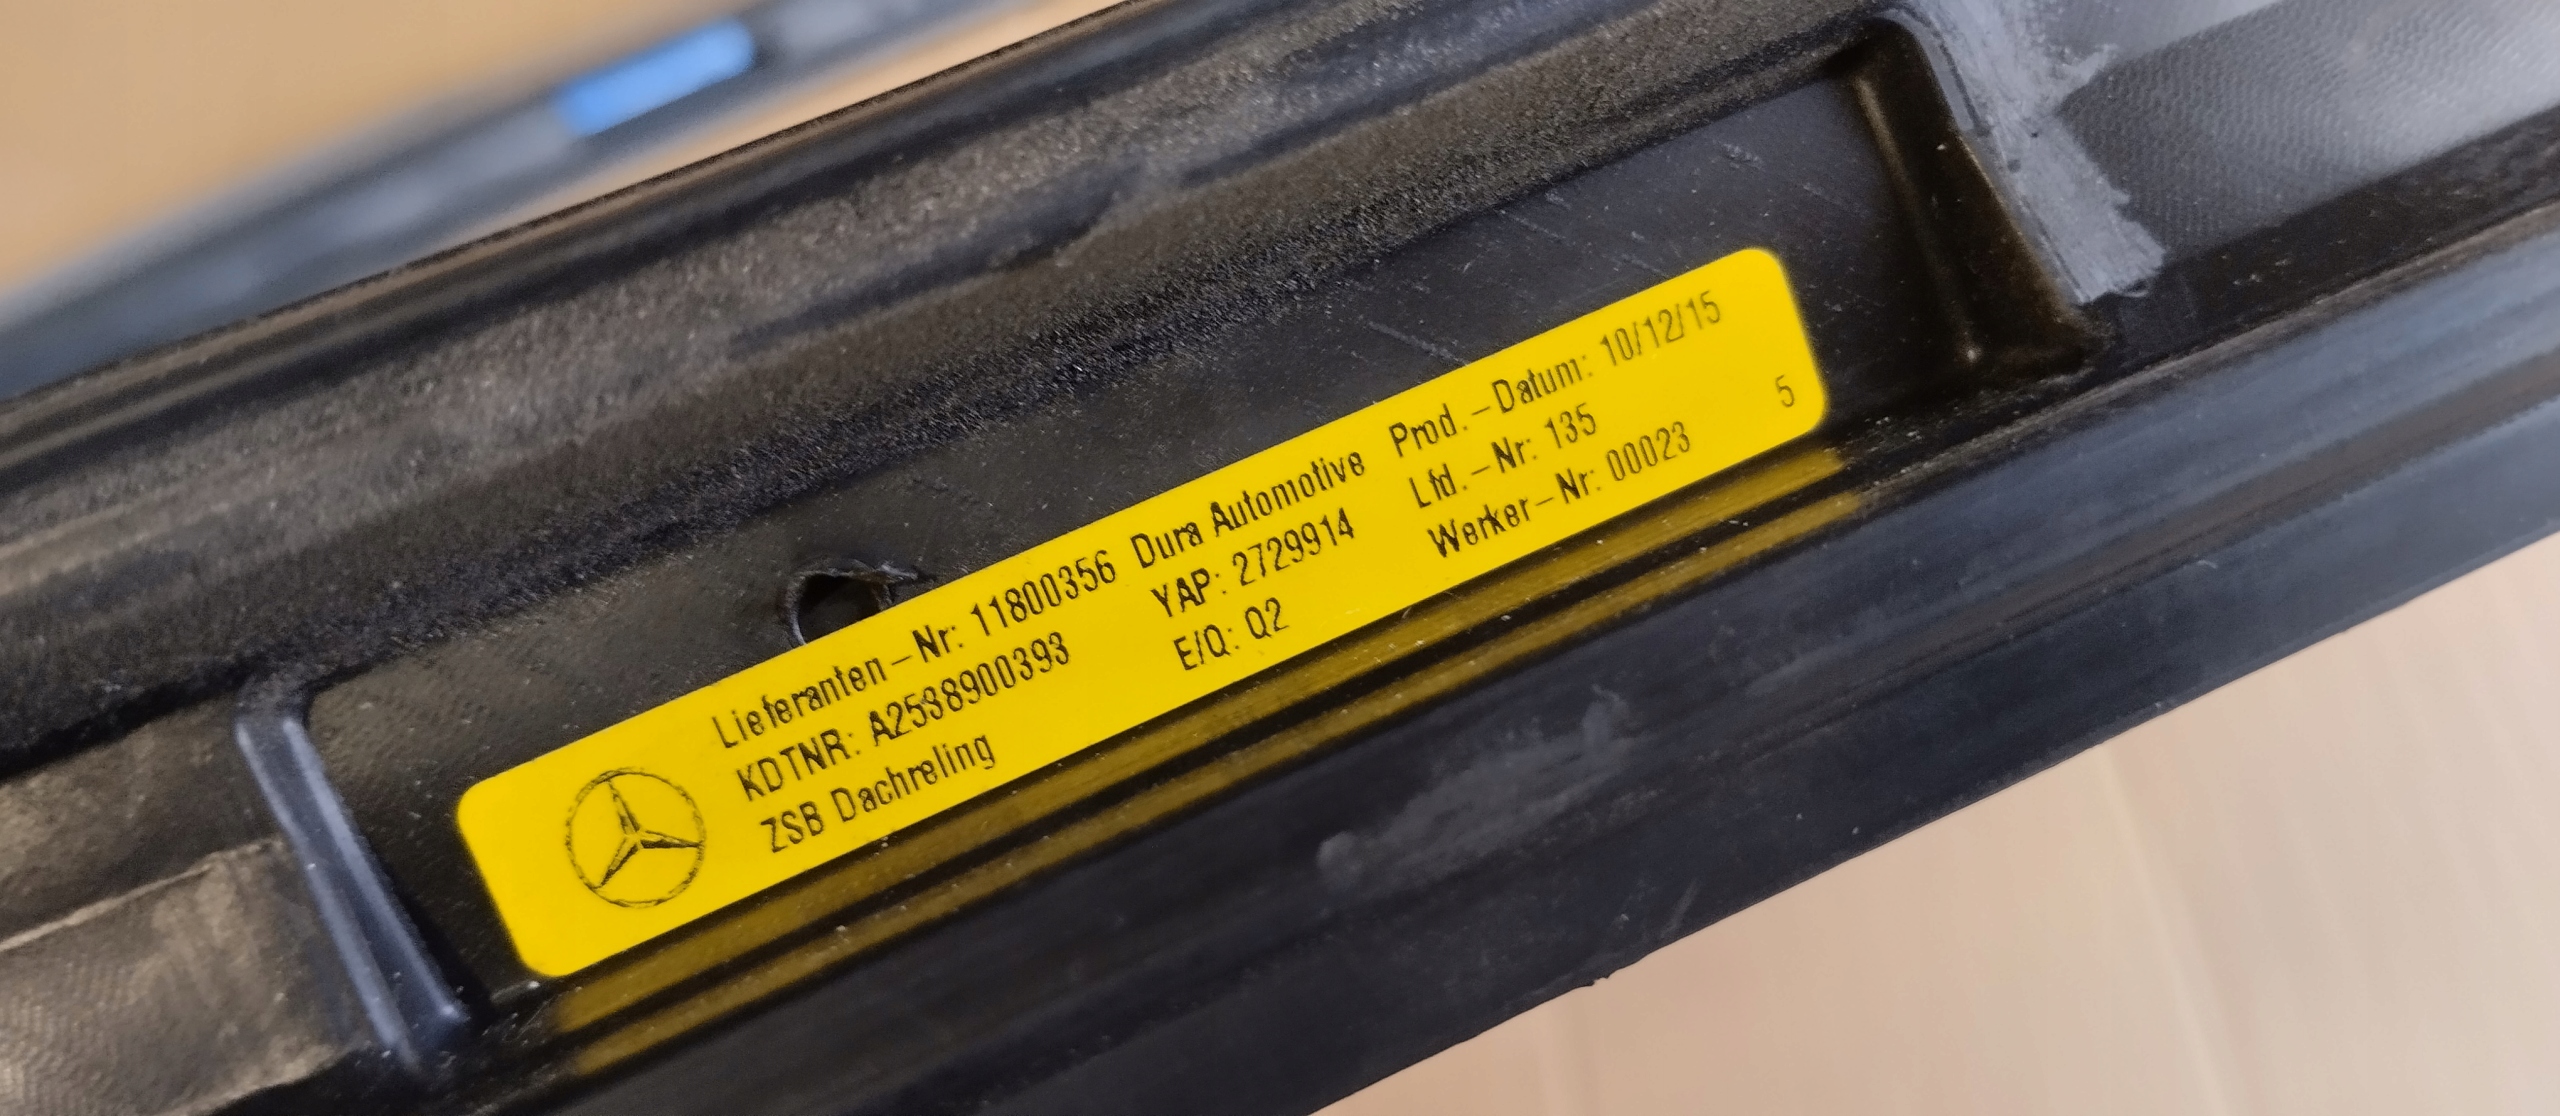 Lieferanten-Nr: 11800356 Dura Automotive Prod.-Datum: 10/12/15
KDTNR: A2538900393 YAP: 2729914 Lfd.-Nr: 135 5
ZSB Dachreling E/Q: Q2 Werker-Nr: 00023